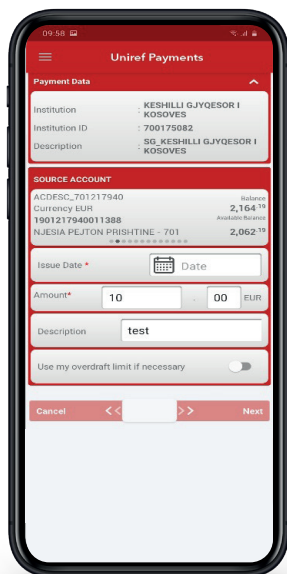 09:58
Uniref Payments
Payment Data
Institution : KESHILLI GJYQESOR I KOSOVES
Institution ID : 700175082
Description : SG_KESHILLI GJYQESOR I KOSOVES
SOURCE ACCOUNT
ACDESC_701217940 Balance
Currency EUR 2,164.19
1901217940011388 Available Balance
NJESIA PEJTON PRISHTINE - 701 2,062.19
Issue Date * Date
Amount* 10 . 00 EUR
Description test
Use my overdraft limit if necessary
Cancel << >> Next